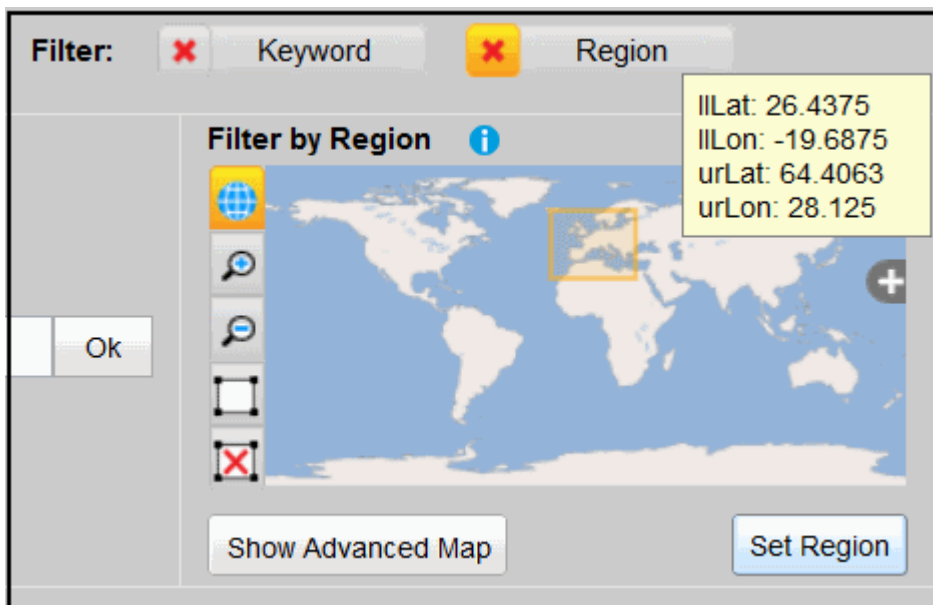 Filter:
Keyword
Region
llLat: 26.4375
llLon: -19.6875
urLat: 64.4063
urLon: 28.125
Filter by Region
Ok
Show Advanced Map
Set Region